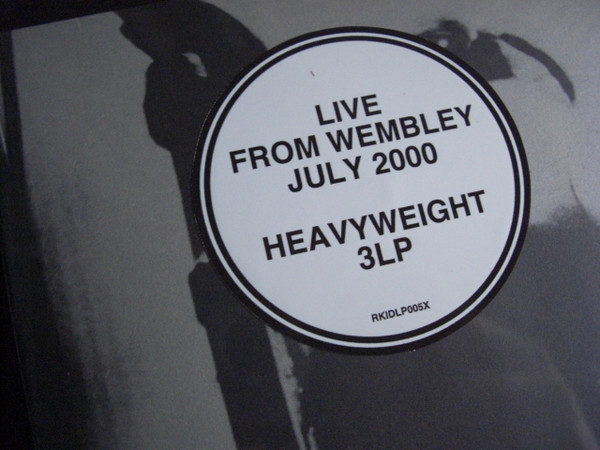 LIVE
FROM WEMBLEY
JULY 2000
HEAVYWEIGHT
3LP
RKIDLP005X